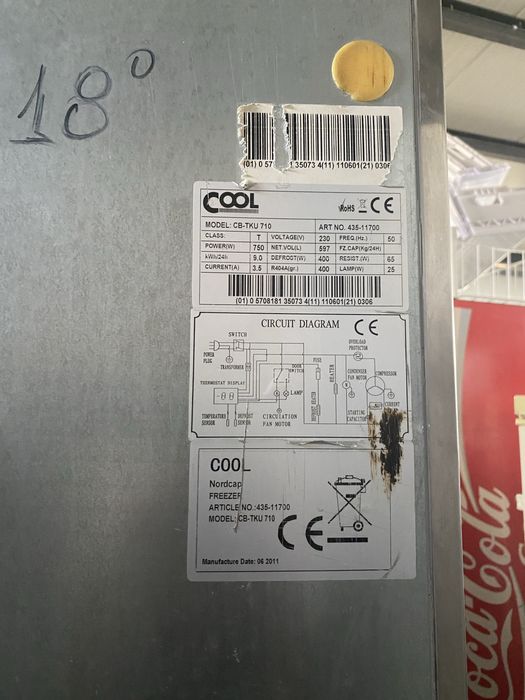 18°
(01) 0 57 1 35073 4(11) 110601(21) 0306
COOL
RoHS CE
MODEL: CB-TKU 710 ART NO. 435-11700
CLASS: T VOLTAGE(V) 230 FREQ.(Hz.) 50
POWER(W) 750 NET.VOL(L) 597 FZ.CAP(Kg/24H)
kWh/24h 9.0 DEFROST(W) 400 RESIST.(W) 65
CURRENT(A) 3.5 R404A(gr.) 400 LAMP(W) 25
(01) 0 5708181 35073 4(11) 110601(21) 0306
CIRCUIT DIAGRAM CE
SWITCH
OVERLOAD
PROTECTOR
POWER
PLUG
TRANSFORMER
DOOR
SWITCH
FUSE
HEATER
CONDENSER
FAN MOTOR
COMPRESSOR
THERMOSTAT DISPLAY
LAMP
DEFROST HEATER
M
CURRENT
TEMPERATURE
SENSOR
DEFROST
SENSOR
CIRCULATION
FAN MOTOR
STARTING
CAPACITOR
COOL
Nordcap
FREEZER
ARTICLE NO.:435-11700
MODEL: CB-TKU 710
CE
Manufacture Date: 06 2011
oca-Cola